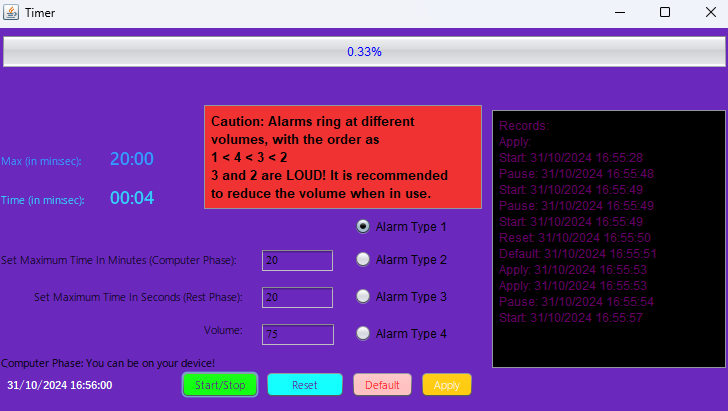 Timer
0.33%
Caution: Alarms ring at different
volumes, with the order as
1 < 4 < 3 < 2
3 and 2 are LOUD! It is recommended
to reduce the volume when in use.
Max (in min:sec): 20:00
Time (in min:sec): 00:04
Alarm Type 1
Set Maximum Time In Minutes (Computer Phase): 20 Alarm Type 2
Set Maximum Time In Seconds (Rest Phase): 20 Alarm Type 3
Volume: 75 Alarm Type 4
Computer Phase: You can be on your device!
31/10/2024 16:56:00 Start/Stop Reset Default Apply
Records:
Apply:
Start: 31/10/2024 16:55:28
Pause: 31/10/2024 16:55:48
Start: 31/10/2024 16:55:49
Pause: 31/10/2024 16:55:49
Start: 31/10/2024 16:55:49
Reset: 31/10/2024 16:55:50
Default: 31/10/2024 16:55:51
Apply: 31/10/2024 16:55:53
Apply: 31/10/2024 16:55:53
Pause: 31/10/2024 16:55:54
Start: 31/10/2024 16:55:57